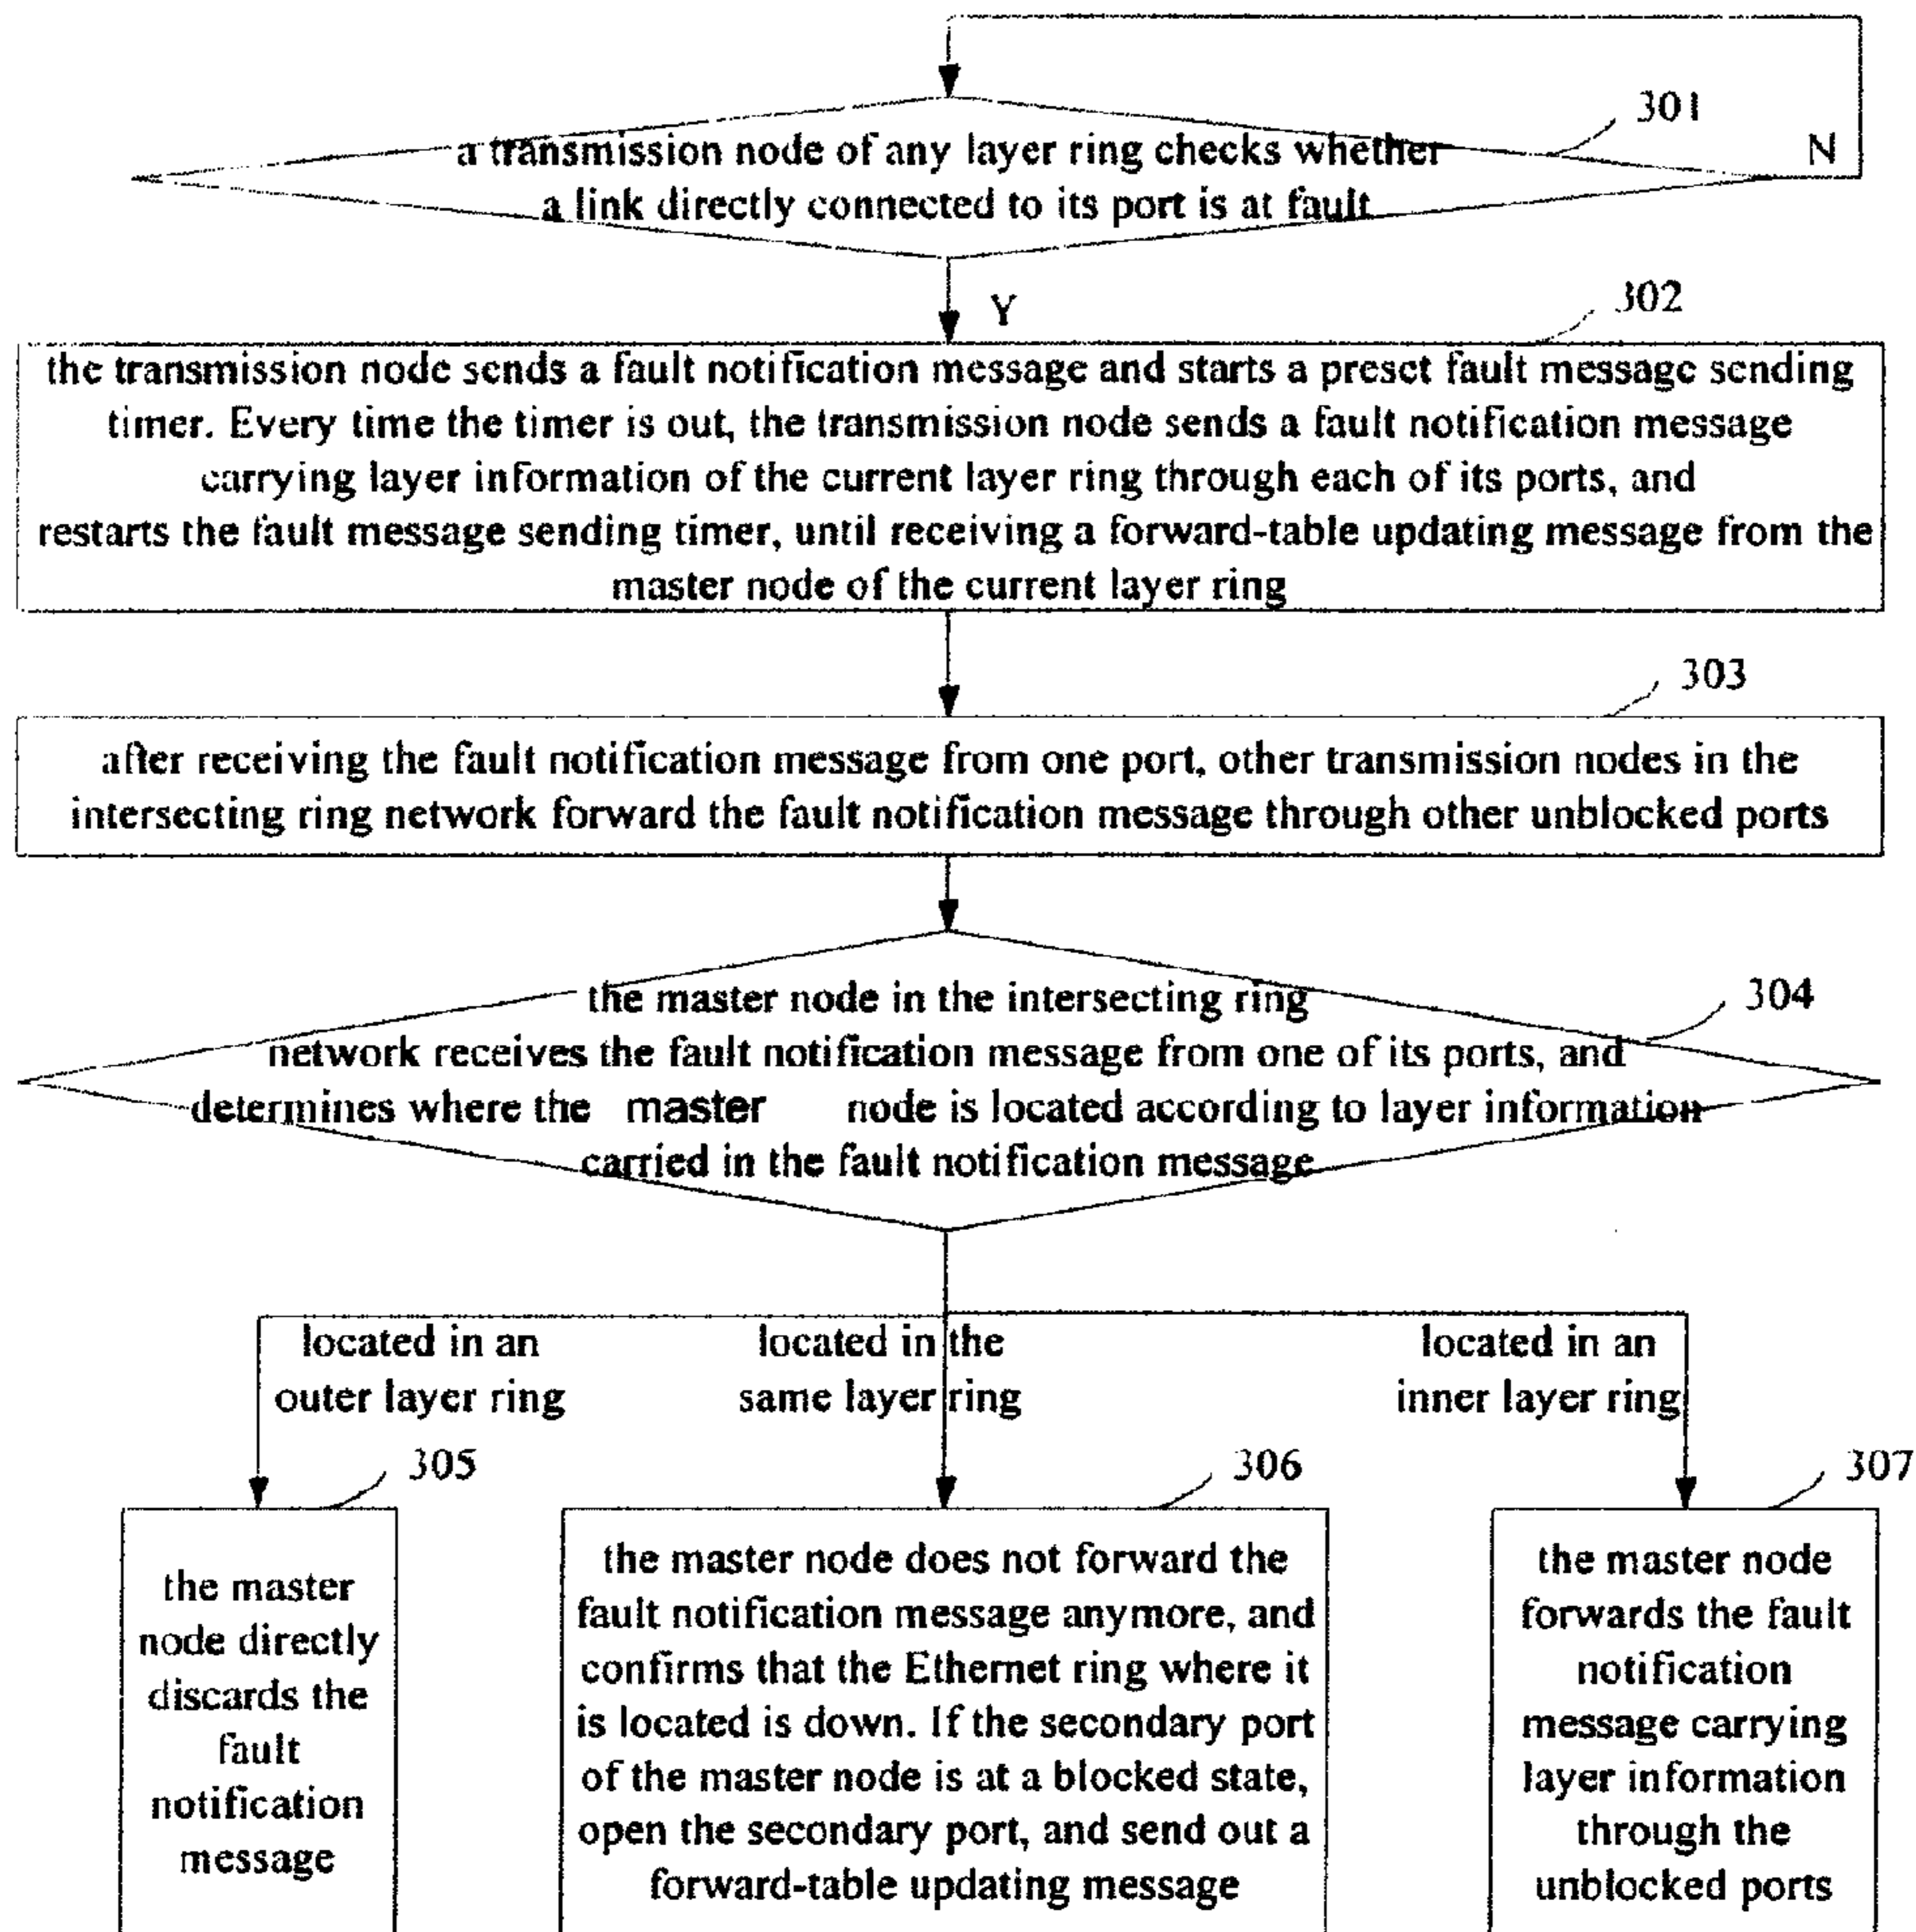 301
a transmission node of any layer ring checks whether
N
a link directly connected to its port is at fault
Y
302
the transmission node sends a fault notification message and starts a preset fault message sending
timer. Every time the timer is out, the transmission node sends a fault notification message
carrying layer information of the current layer ring through each of its ports, and
restarts the fault message sending timer, until receiving a forward-table updating message from the
master node of the current layer ring
303
after receiving the fault notification message from one port, other transmission nodes in the
intersecting ring network forward the fault notification message through other unblocked ports
304
the master node in the intersecting ring
network receives the fault notification message from one of its ports, and
determines where the master node is located according to layer information
carried in the fault notification message
located in an
outer layer ring
located in the
same layer ring
located in an
inner layer ring
305
the master
node directly
discards the
fault
notification
message
306
the master node does not forward the
fault notification message anymore, and
confirms that the Ethernet ring where it
is located is down. If the secondary port
of the master node is at a blocked state,
open the secondary port, and send out a
forward-table updating message
307
the master node
forwards the fault
notification
message carrying
layer information
through the
unblocked ports